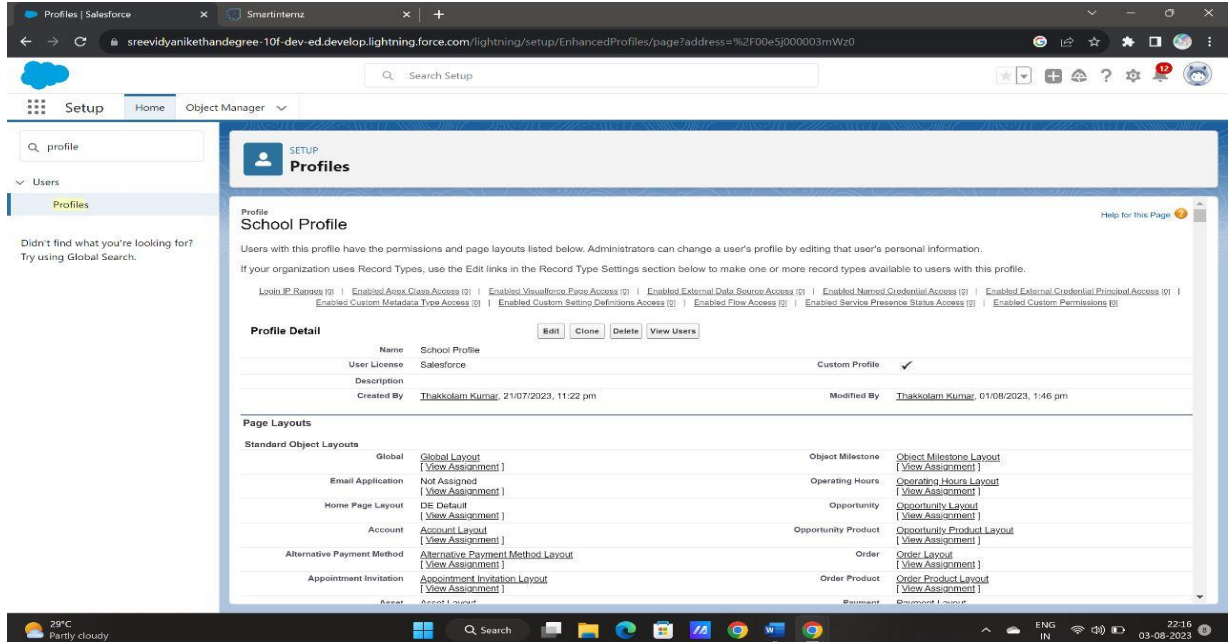 Profiles | Salesforce
Smartinternz
sreevidyanikethandegree-10f-dev-ed.develop.lightning.force.com/lightning/setup/EnhancedProfiles/page?address=%2F00e5j000003mWz0
Search Setup
12
Setup
Home
Object Manager
profile
Users
Profiles
Didn't find what you're looking for?
Try using Global Search.
SETUP
Profiles
Profile
School Profile
Help for this Page
Users with this profile have the permissions and page layouts listed below. Administrators can change a user's profile by editing that user's personal information.
If your organization uses Record Types, use the Edit links in the Record Type Settings section below to make one or more record types available to users with this profile.
Login IP Ranges [0] | Enabled Apex Class Access [0] | Enabled Visualforce Page Access [0] | Enabled External Data Source Access [0] | Enabled Named Credential Access [0] | Enabled External Credential Principal Access [0] |
Enabled Custom Metadata Type Access [0] | Enabled Custom Setting Definitions Access [0] | Enabled Flow Access [0] | Enabled Service Presence Status Access [0] | Enabled Custom Permissions [0]
Profile Detail Edit Clone Delete View Users
Name School Profile
User License Salesforce Custom Profile ✓
Description
Created By Thakkolam Kumar, 21/07/2023, 11:22 pm Modified By Thakkolam Kumar, 01/08/2023, 1:46 pm
Page Layouts
Standard Object Layouts
Global Global Layout Object Milestone Object Milestone Layout
[ View Assignment ] [ View Assignment ]
Email Application Not Assigned Operating Hours Operating Hours Layout
[ View Assignment ] [ View Assignment ]
Home Page Layout DE Default Opportunity Opportunity Layout
[ View Assignment ] [ View Assignment ]
Account Account Layout Opportunity Product Opportunity Product Layout
[ View Assignment ] [ View Assignment ]
Alternative Payment Method Alternative Payment Method Layout Order Order Layout
[ View Assignment ] [ View Assignment ]
Appointment Invitation Appointment Invitation Layout Order Product Order Product Layout
[ View Assignment ] [ View Assignment ]
Asset Asset Layout Payment Payment Layout
29°C
Partly cloudy
Search
ENG
IN
22:16
03-08-2023